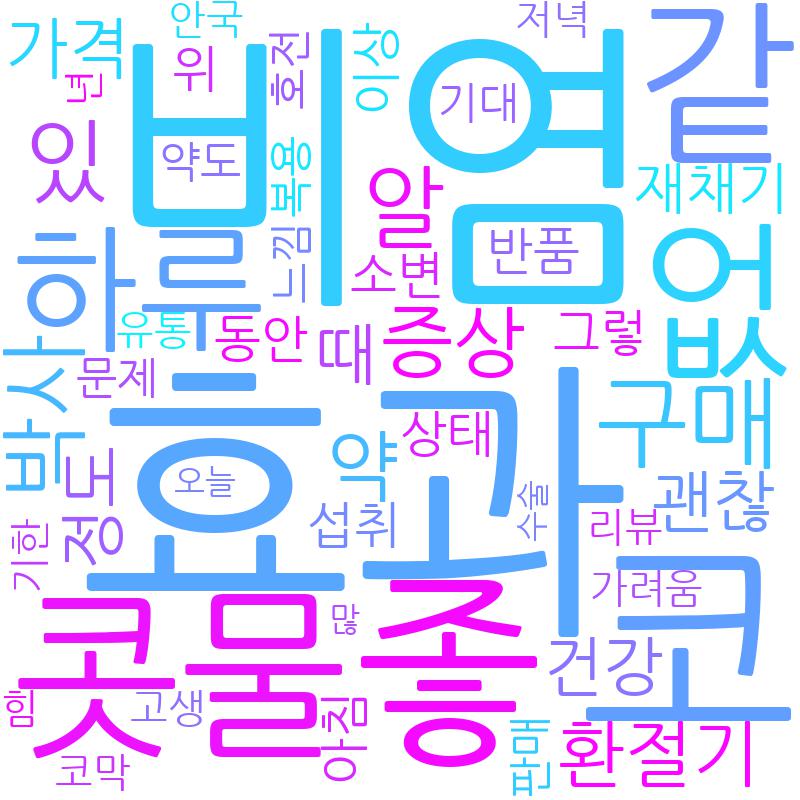 안국
저녁
가격
위
호전
이상
비염
같
년
기대
있
약도
복용
알
재채기
하루
느낌
소변
반품
없
유통
동안
때
증상
그렇
박사
문제
효과
상태
구매
약
정도
오늘
섭취
수술
괜찮
리뷰
기한
가려움
코
콧물
많
좋
건강
힘
고생
아침
코막
판매
환절기